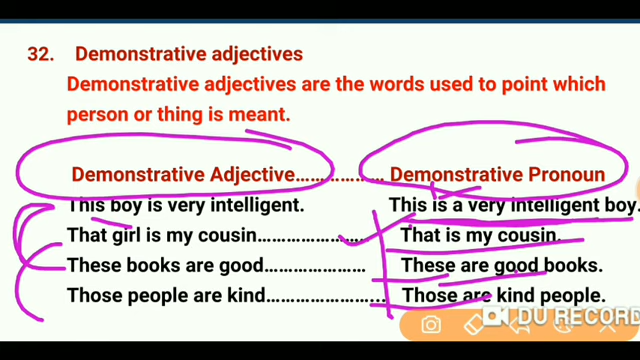 32. Demonstrative adjectives
Demonstrative adjectives are the words used to point which
person or thing is meant.
Demonstrative Adjective.................. Demonstrative Pronoun
This boy is very intelligent. This is a very intelligent boy.
That girl is my cousin........................ That is my cousin.
These books are good....................... These are good books.
Those people are kind......................... Those are kind people.
DU RECORD